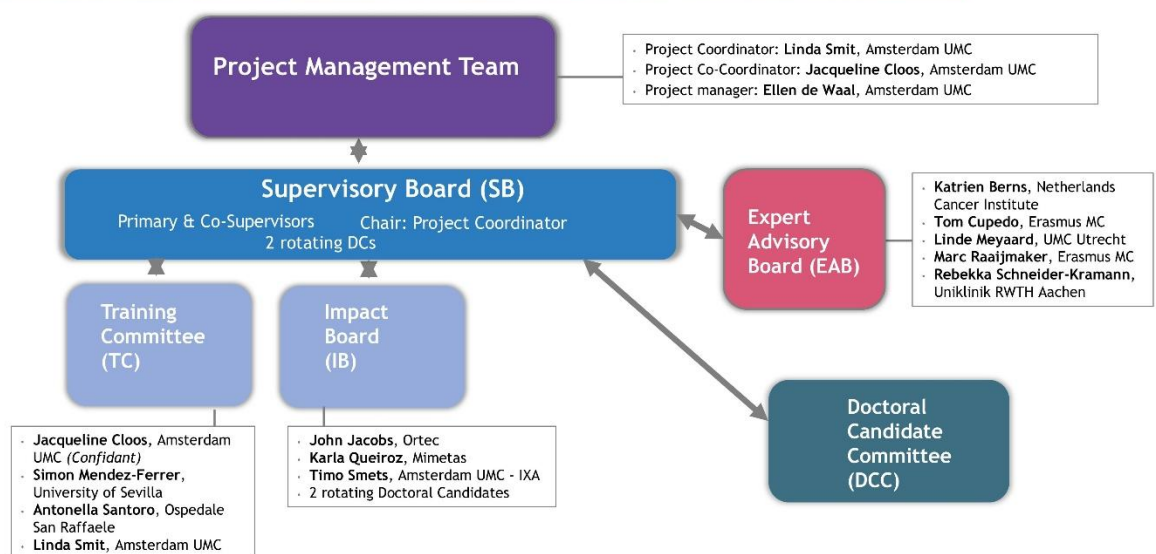 Project Management Team
· Project Coordinator: Linda Smit, Amsterdam UMC
· Project Co-Coordinator: Jacqueline Cloos, Amsterdam UMC
· Project manager: Ellen de Waal, Amsterdam UMC
Supervisory Board (SB)
Primary & Co-Supervisors
Chair: Project Coordinator
2 rotating DCs
Expert
Advisory
Board (EAB)
· Katrien Berns, Netherlands
Cancer Institute
· Tom Cupedo, Erasmus MC
· Linde Meyaard, UMC Utrecht
· Marc Raaijmaker, Erasmus MC
· Rebekka Schneider-Kramann,
Uniklinik RWTH Aachen
Training
Committee
(TC)
Impact
Board
(IB)
Doctoral
Candidate
Committee
(DCC)
· Jacqueline Cloos, Amsterdam
UMC (Confidant)
· Simon Mendez-Ferrer,
University of Sevilla
· Antonella Santoro, Ospedale
San Raffaele
· Linda Smit, Amsterdam UMC
· John Jacobs, Ortec
· Karla Queiroz, Mimetas
· Timo Smets, Amsterdam UMC - IXA
· 2 rotating Doctoral Candidates